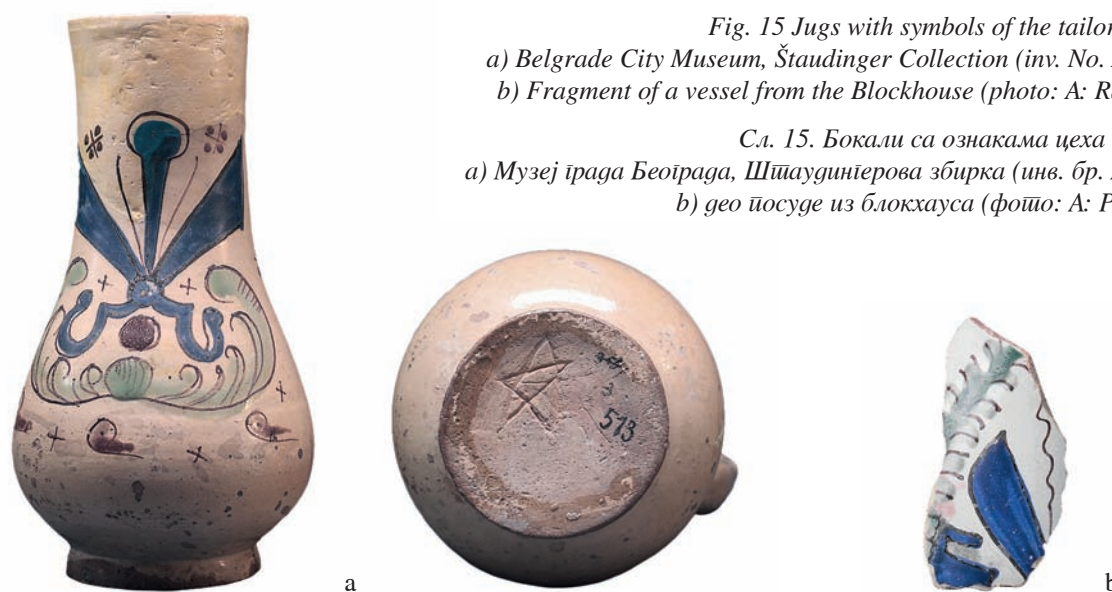 Fig. 15 Jugs with symbols of the tailor
a) Belgrade City Museum, Štaudinger Collection (inv. No.
b) Fragment of a vessel from the Blockhouse (photo: A: R
Сл. 15. Бокали са ознакама цеха
а) Музеј града Београда, Штаудингерова збирка (инв. бр.
b) део посуде из блокхауса (фото: А: Р
3
513
a
b